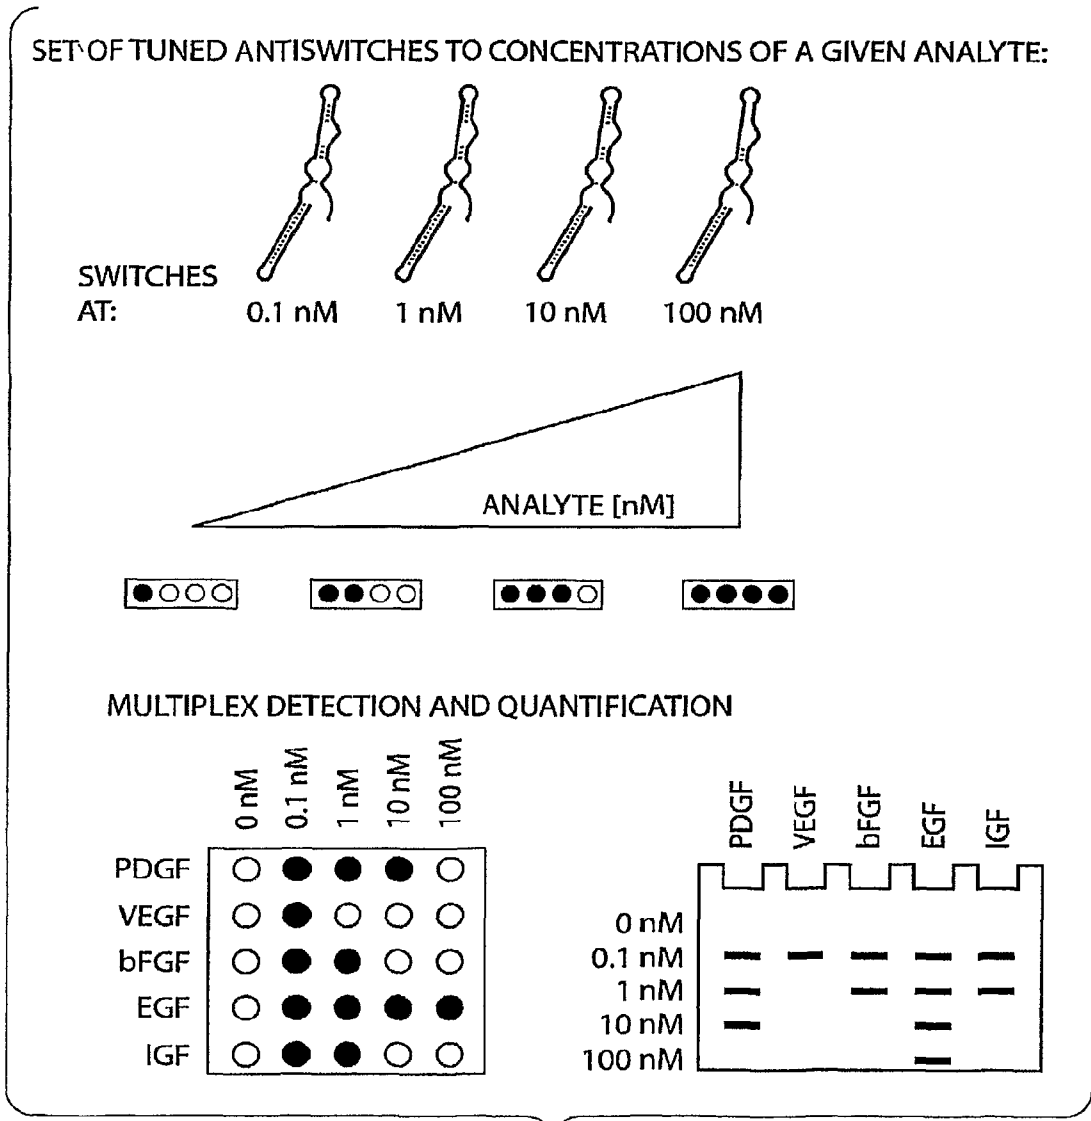 SET OF TUNED ANTISWITCHES TO CONCENTRATIONS OF A GIVEN ANALYTE:
SWITCHES
AT:
0.1 nM 1 nM 10 nM 100 nM
ANALYTE [nM]
MULTIPLEX DETECTION AND QUANTIFICATION
0 nM 0.1 nM 1 nM 10 nM 100 nM
PDGF
VEGF
bFGF
EGF
IGF
PDGF VEGF bFGF EGF IGF
0 nM
0.1 nM
1 nM
10 nM
100 nM